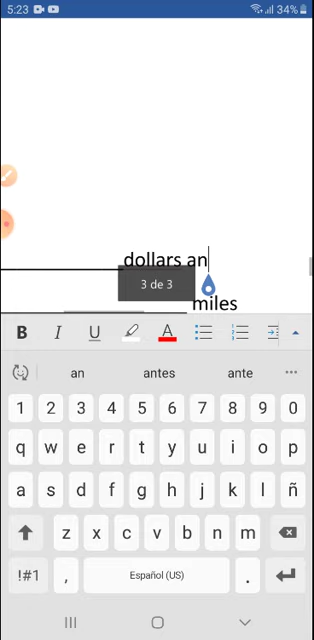 5:23 34%
dollars an
3 de 3
miles
B I U A
an antes ante ...
1 2 3 4 5 6 7 8 9 0
q w e r t y u i o p
a s d f g h j k l ñ
z x c v b n m
!#1 , Español (US) .